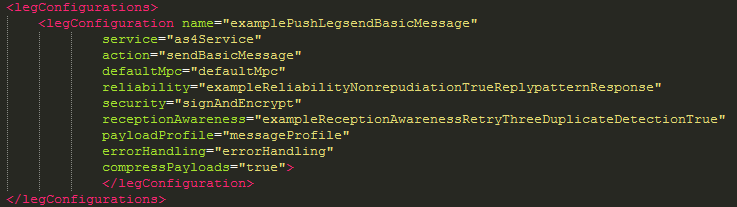 <legConfigurations>
<legConfiguration name="examplePushLegsendBasicMessage"
service="as4Service"
action="sendBasicMessage"
defaultMpc="defaultMpc"
reliability="exampleReliabilityNonrepudiationTrueReplypatternResponse"
security="signAndEncrypt"
receptionAwareness="exampleReceptionAwarenessRetryThreeDuplicateDetectionTrue"
payloadProfile="messageProfile"
errorHandling="errorHandling"
compressPayloads="true">
</legConfiguration>
</legConfigurations>